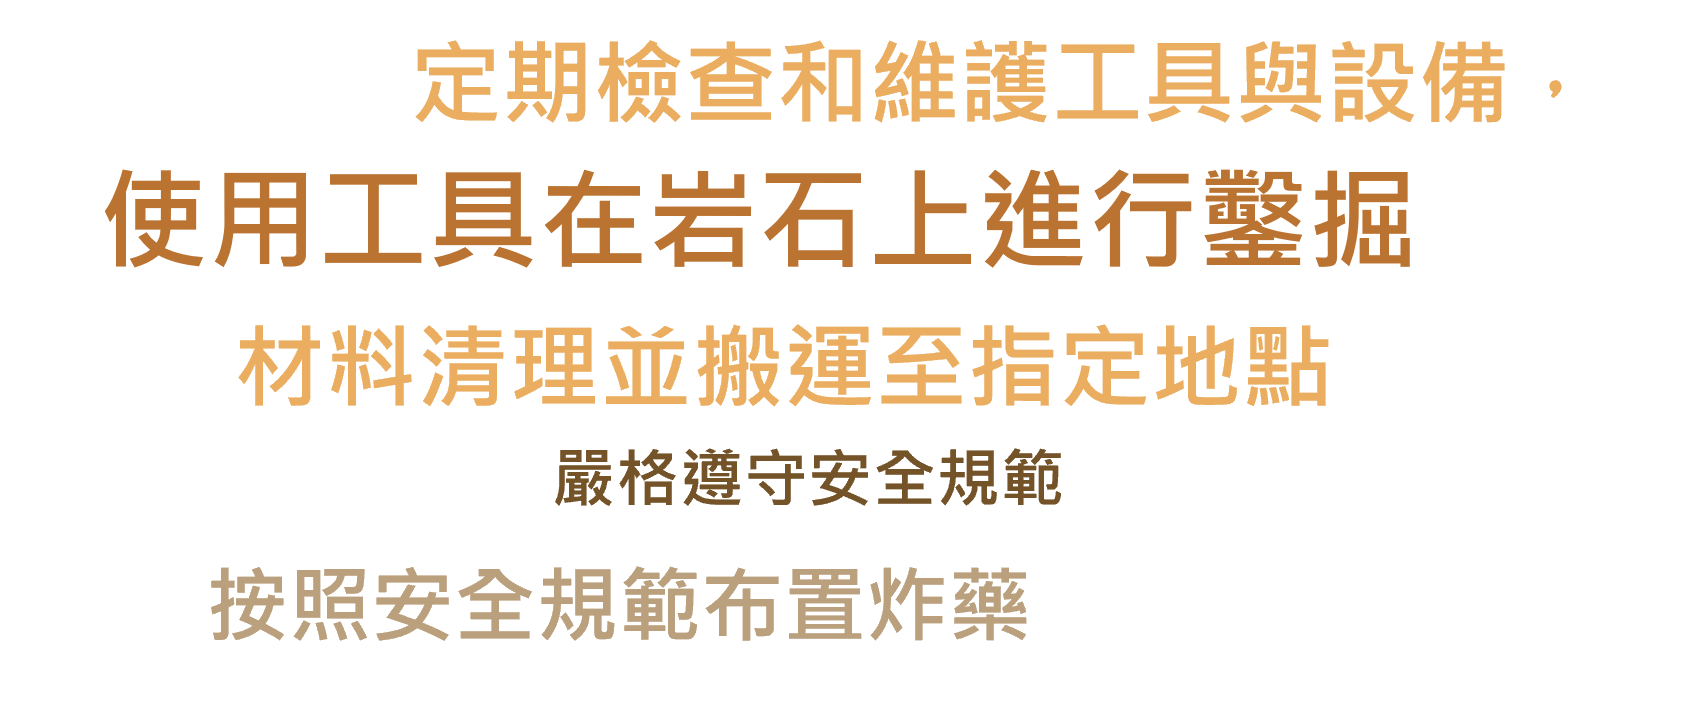 定期檢查和維護工具與設備，
使用工具在岩石上進行鑿掘
材料清理並搬運至指定地點
嚴格遵守安全規範
按照安全規範布置炸藥